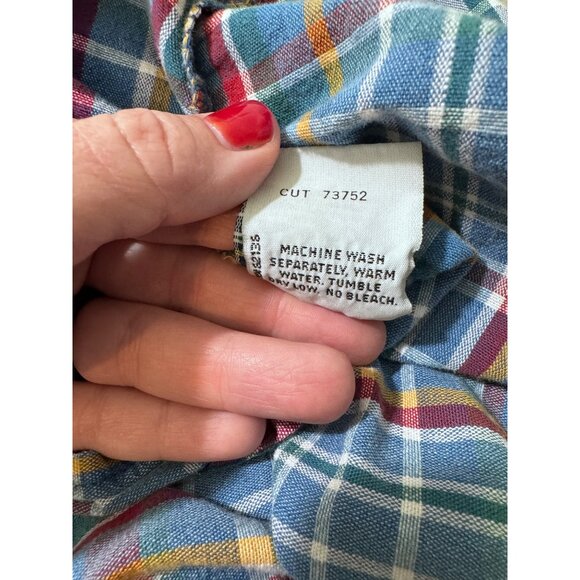 CUT 73752
MACHINE WASH
SEPARATELY, WARM
WATER. TUMBLE
DRY LOW. NO BLEACH.